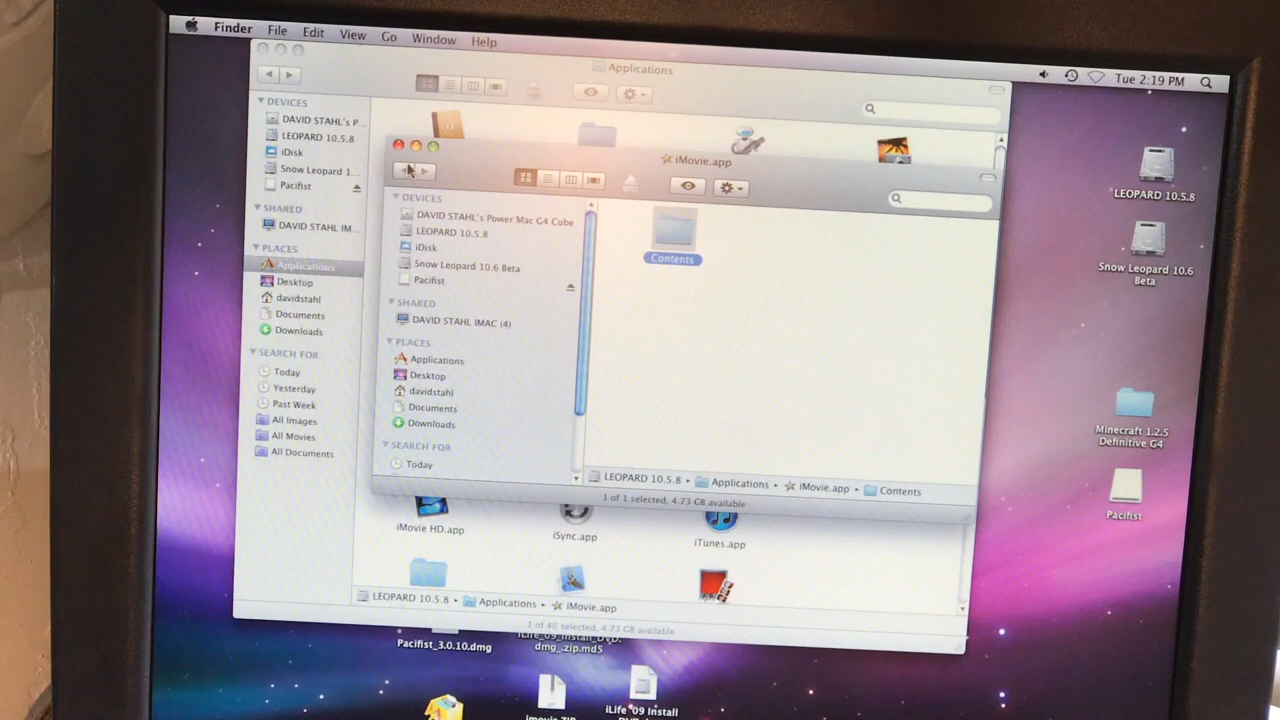 Finder File Edit View Go Window Help
Tue 2:19 PM
Applications
DEVICES
DAVID STAHL's P...
LEOPARD 10.5.8
iDisk
Snow Leopard 1...
Pacifist
SHARED
DAVID STAHL IM...
PLACES
Applications
Desktop
davidstahl
Documents
Downloads
SEARCH FOR
Today
Yesterday
Past Week
All Images
All Movies
All Documents
iMovie.app
DEVICES
DAVID STAHL's Power Mac G4 Cube
LEOPARD 10.5.8
iDisk
Snow Leopard 10.6 Beta
Pacifist
SHARED
DAVID STAHL IMAC (4)
PLACES
Applications
Desktop
davidstahl
Documents
Downloads
SEARCH FOR
Today
Contents
LEOPARD 10.5.8 ▸ Applications ▸ iMovie.app ▸ Contents
1 of 1 selected, 4.73 GB available
iMovie HD.app
iSync.app
iTunes.app
LEOPARD 10.5.8 ▸ Applications ▸ iMovie.app
1 of 40 selected, 4.73 GB available
LEOPARD 10.5.8
Snow Leopard 10.6
Beta
Minecraft 1.2.5
Definitive G4
Pacifist
Pacifist_3.0.10.dmg
iLife_09_Install_DVD.
dmg_.zip.md5
imovie.ZIP
iLife '09 Install